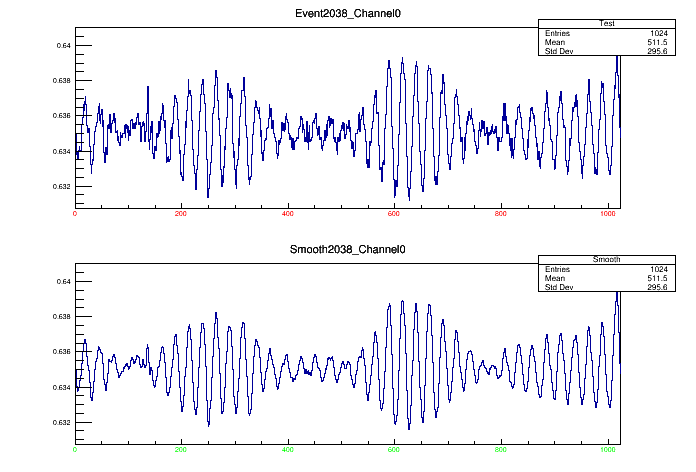 Event2038_Channel0
Test
Entries 1024
Mean 511.5
Std Dev 295.6
0.64
0.638
0.636
0.634
0.632
0 200 400 600 800 1000
Smooth2038_Channel0
Smooth
Entries 1024
Mean 511.5
Std Dev 295.6
0.64
0.638
0.636
0.634
0.632
0 200 400 600 800 1000